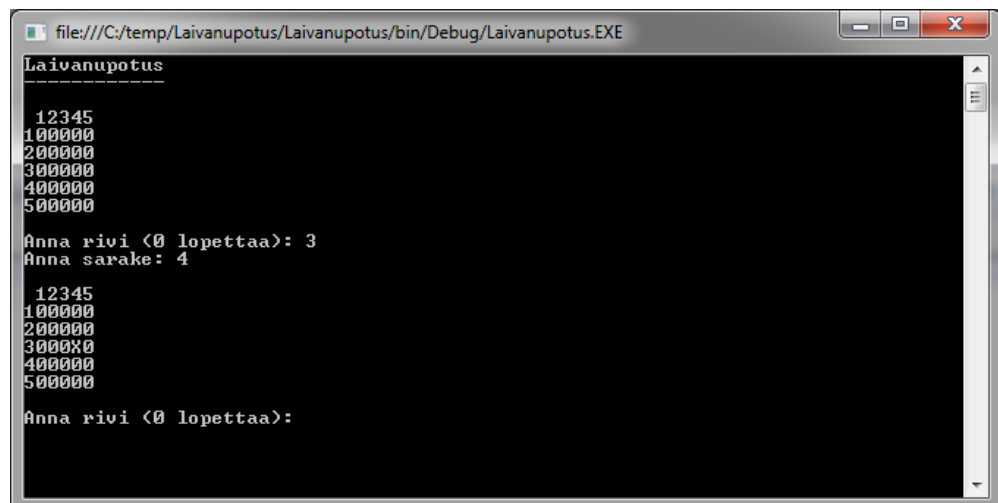 file:///C:/temp/Laivanupotus/Laivanupotus/bin/Debug/Laivanupotus.EXE
Laivanupotus
------------
 12345
100000
200000
300000
400000
500000
Anna rivi (0 lopettaa): 3
Anna sarake: 4
 12345
100000
200000
3000X0
400000
500000
Anna rivi (0 lopettaa):